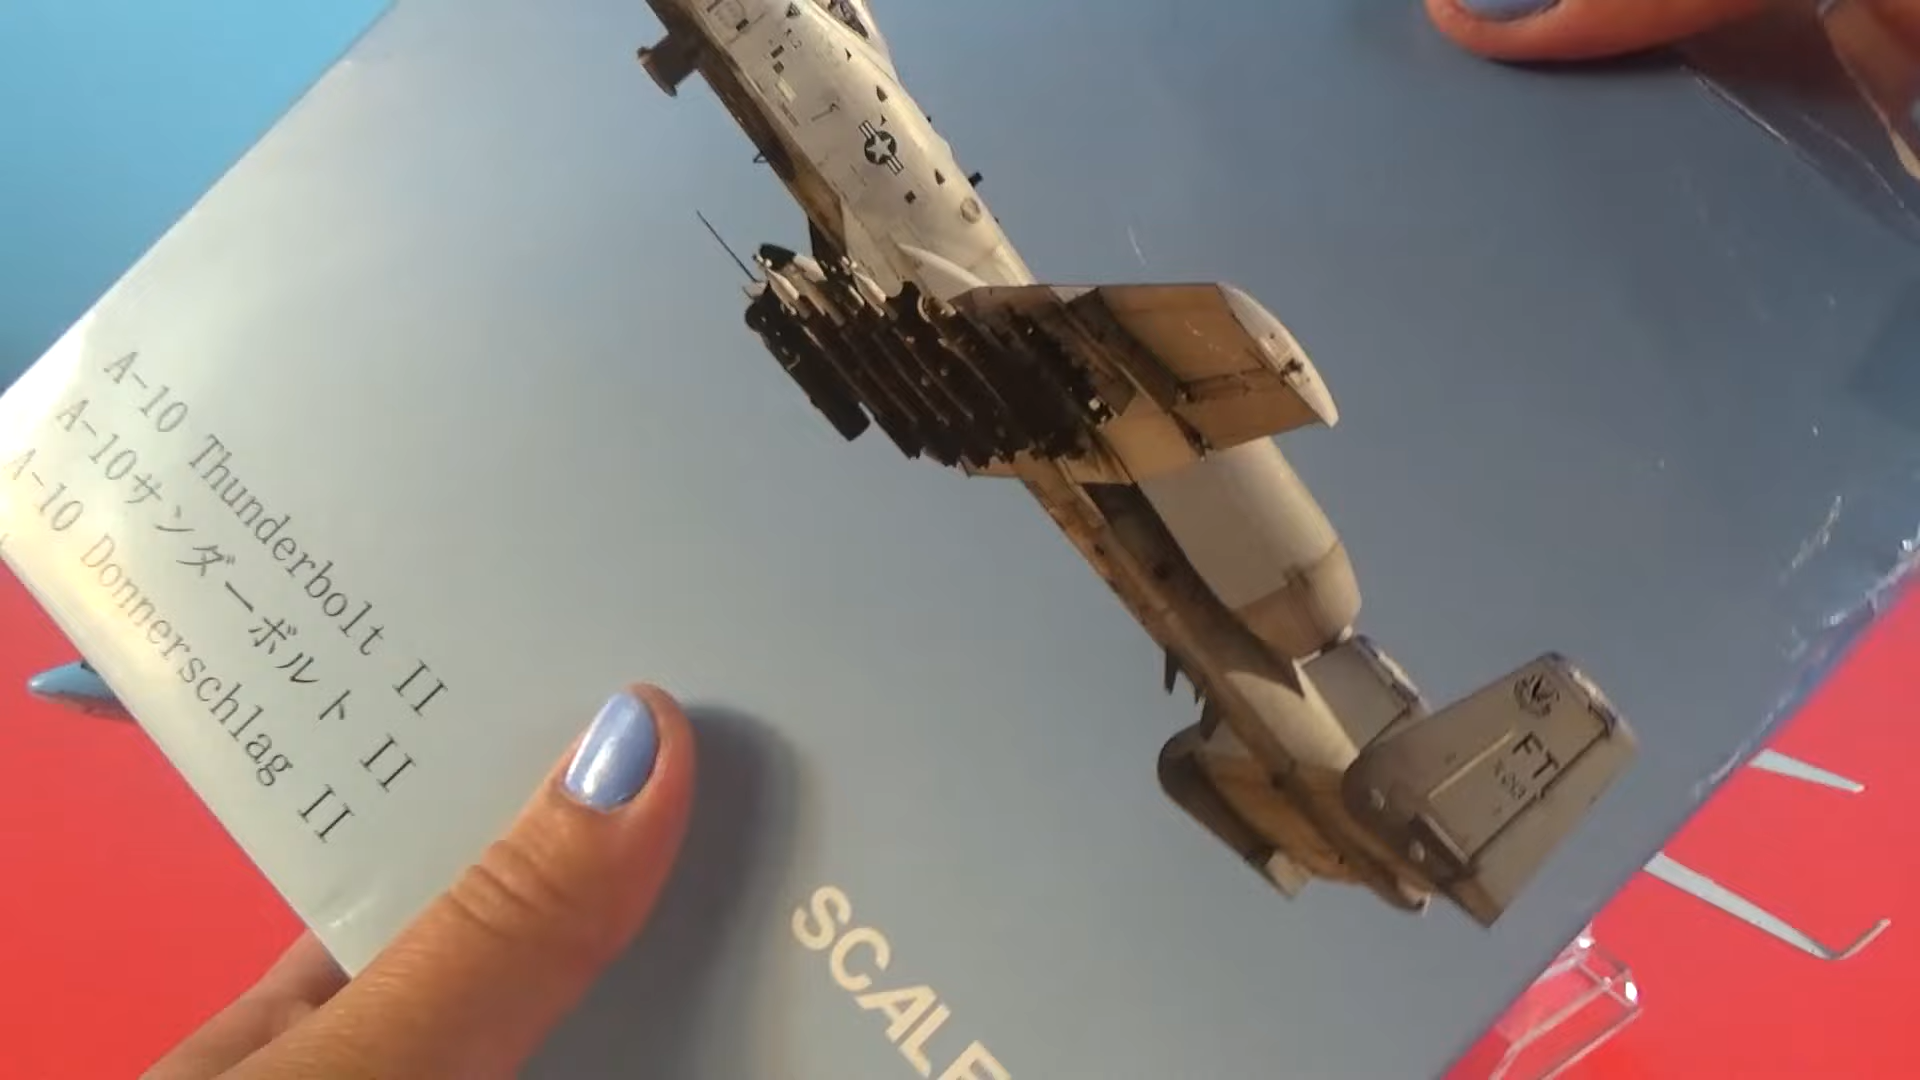 A-10 Thunderbolt II
A-10サンダーボルト II
A-10 Donnerschlag II
SCALE
FT